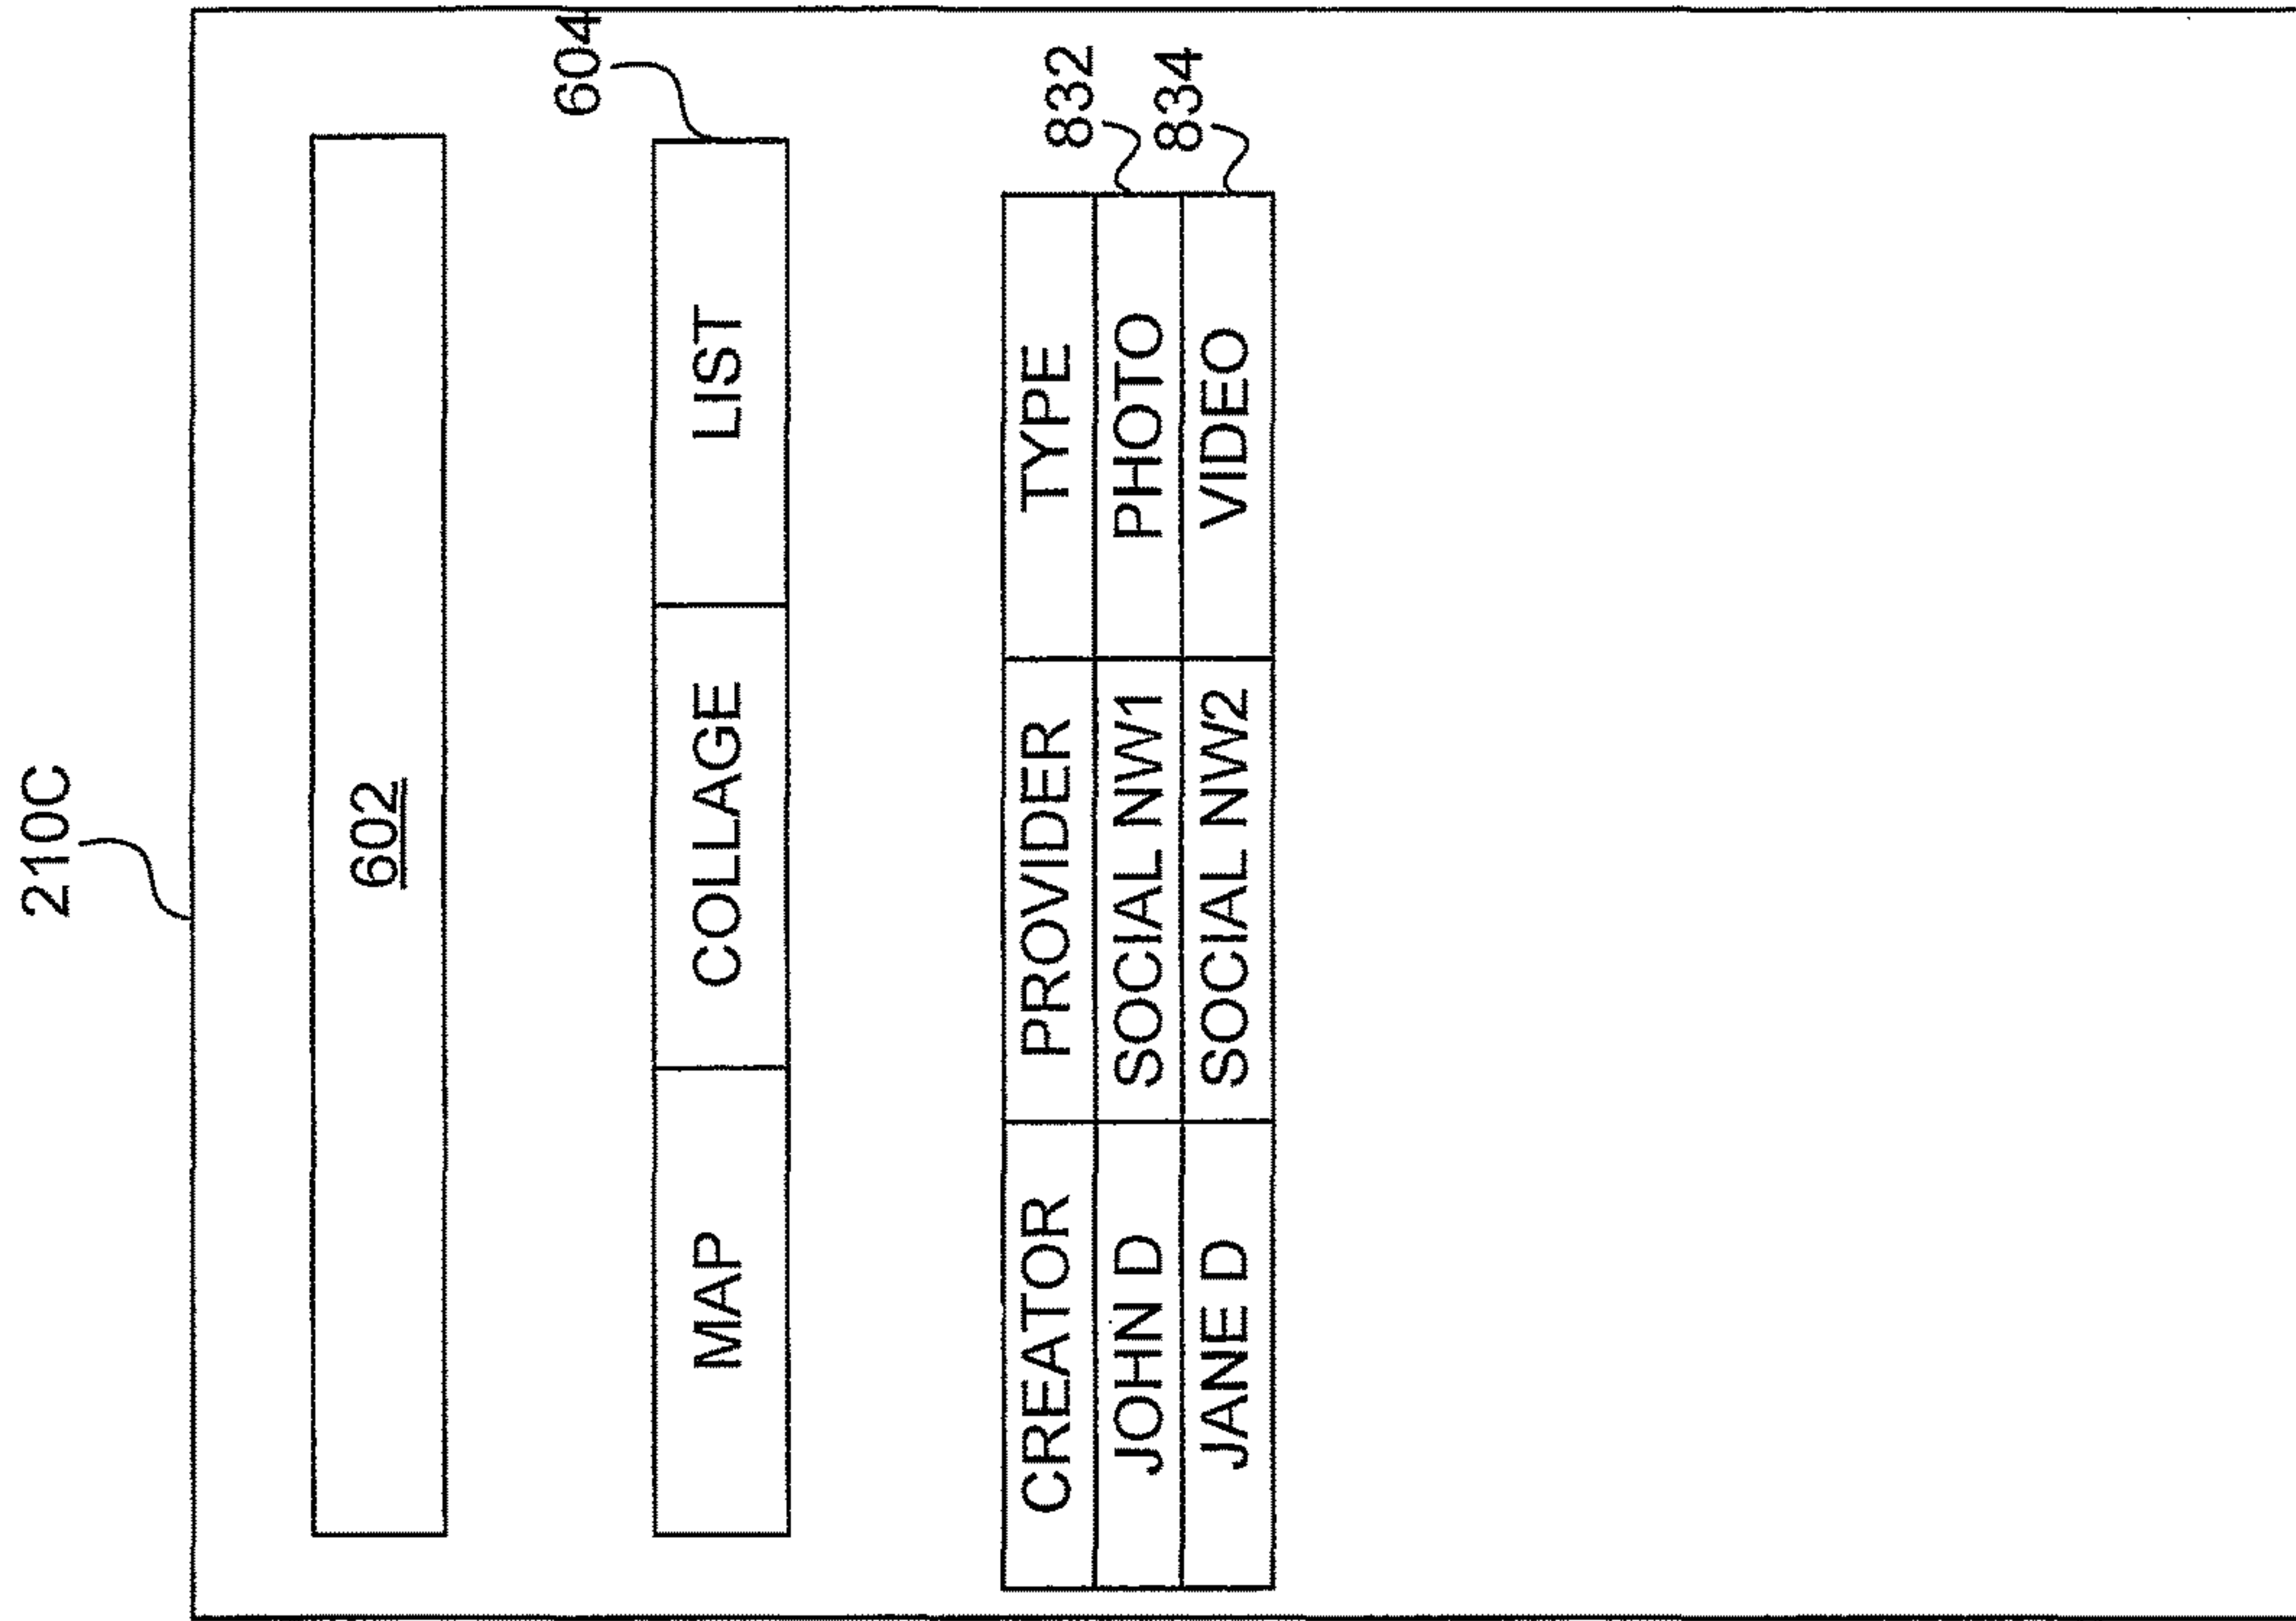 210C
602
604
MAP COLLAGE LIST
CREATOR PROVIDER TYPE
JOHN D SOCIAL NW1 PHOTO 832
JANE D SOCIAL NW2 VIDEO 834